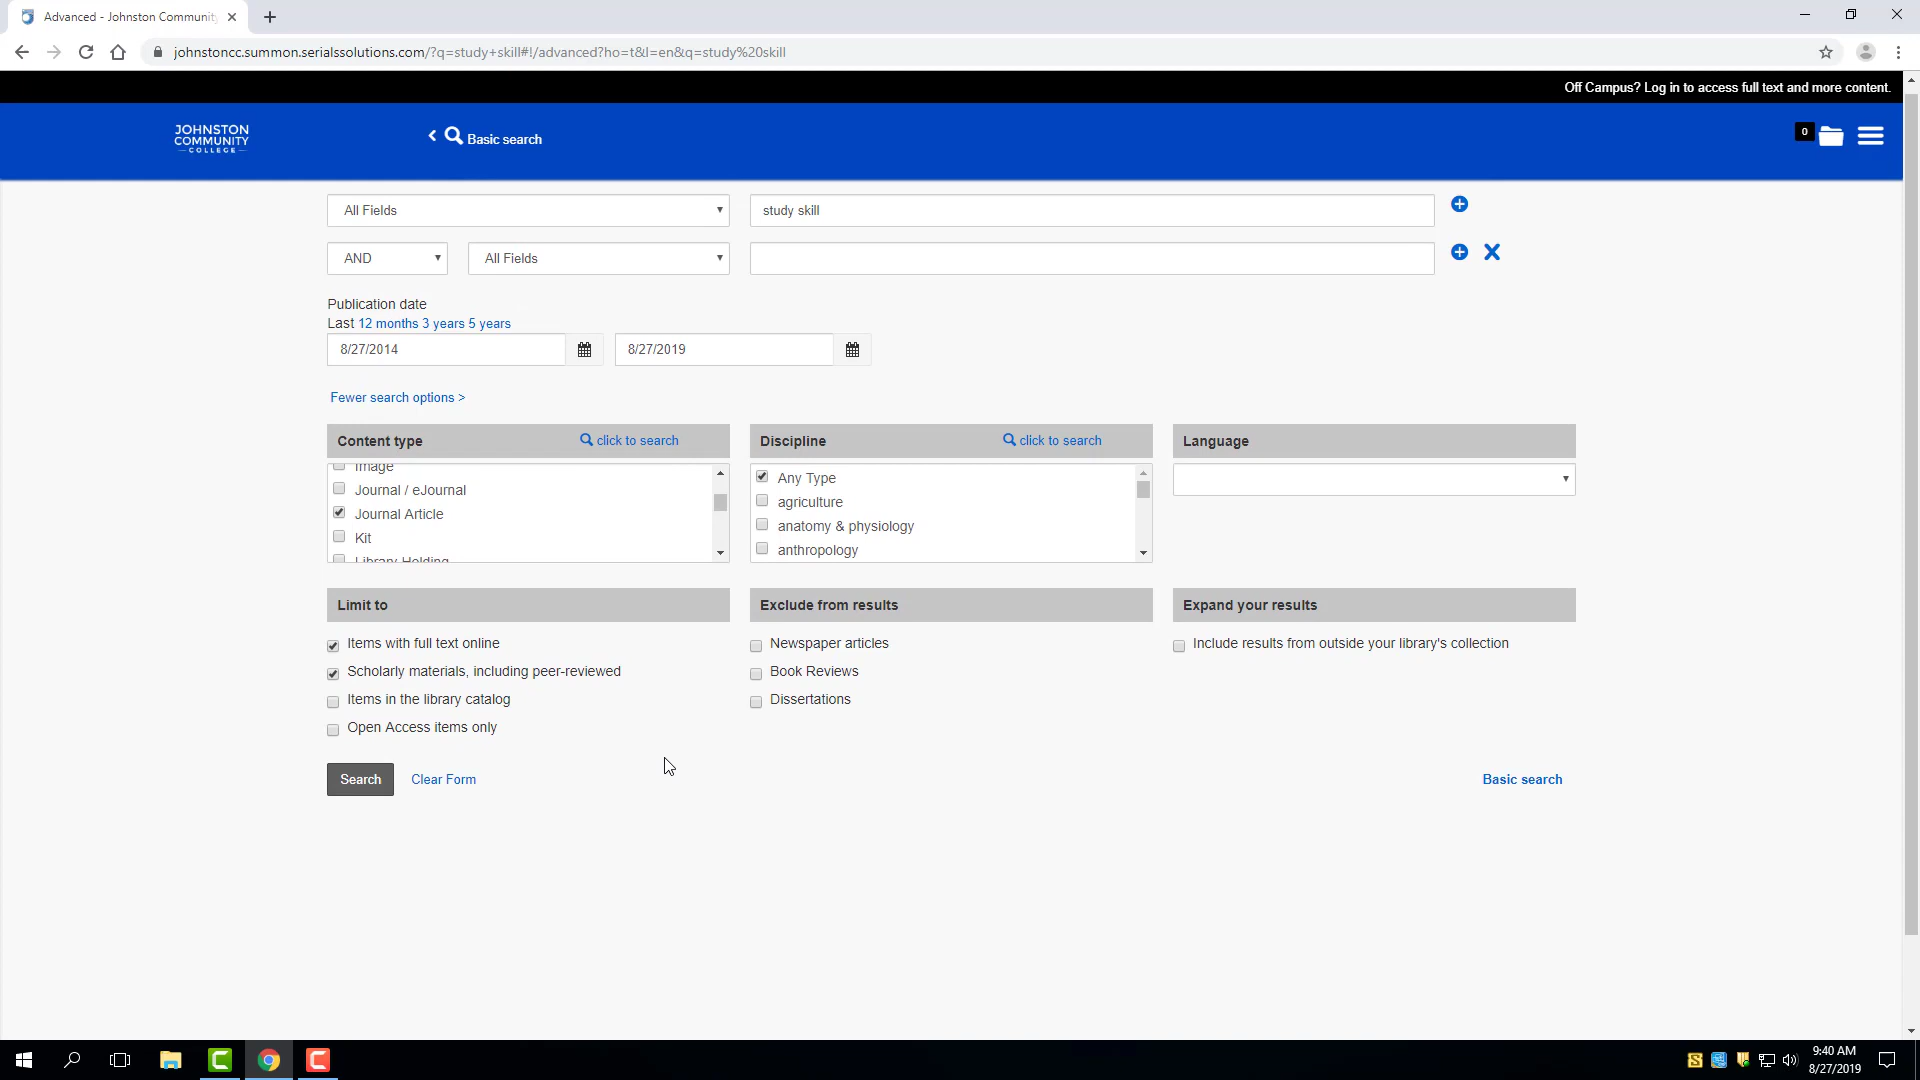 Advanced - Johnston Community
johnstoncc.summon.serialssolutions.com/?q=study+skill#!/advanced?ho=t&l=en&q=study%20skill
Off Campus? Log in to access full text and more content.
JOHNSTON
COMMUNITY
COLLEGE
Basic search
0
All Fields
study skill
AND
All Fields
Publication date
Last 12 months 3 years 5 years
8/27/2014
8/27/2019
Fewer search options >
Content type
click to search
Image
Journal / eJournal
Journal Article
Kit
Library Holding
Discipline
click to search
Any Type
agriculture
anatomy & physiology
anthropology
Language
Limit to
Items with full text online
Scholarly materials, including peer-reviewed
Items in the library catalog
Open Access items only
Exclude from results
Newspaper articles
Book Reviews
Dissertations
Expand your results
Include results from outside your library's collection
Search
Clear Form
Basic search
9:40 AM
8/27/2019